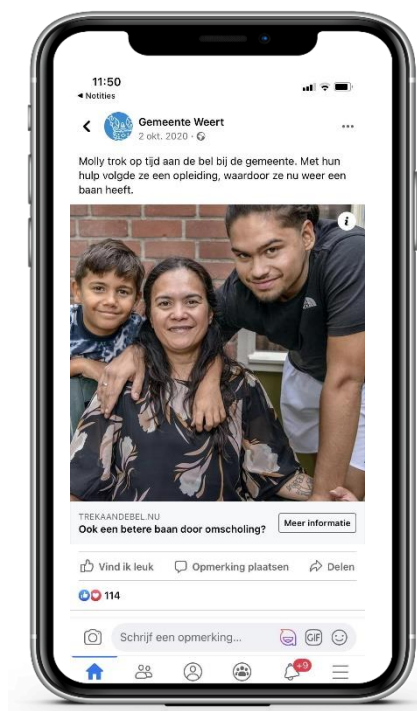 11:50
◀ Notities
Gemeente Weert
2 okt. 2020 ·
Molly trok op tijd aan de bel bij de gemeente. Met hun
hulp volgde ze een opleiding, waardoor ze nu weer een
baan heeft.
TREKAANDEBEL.NU
Ook een betere baan door omscholing?
Meer informatie
Vind ik leuk
Opmerking plaatsen
Delen
114
Schrijf een opmerking...
GIF
+9